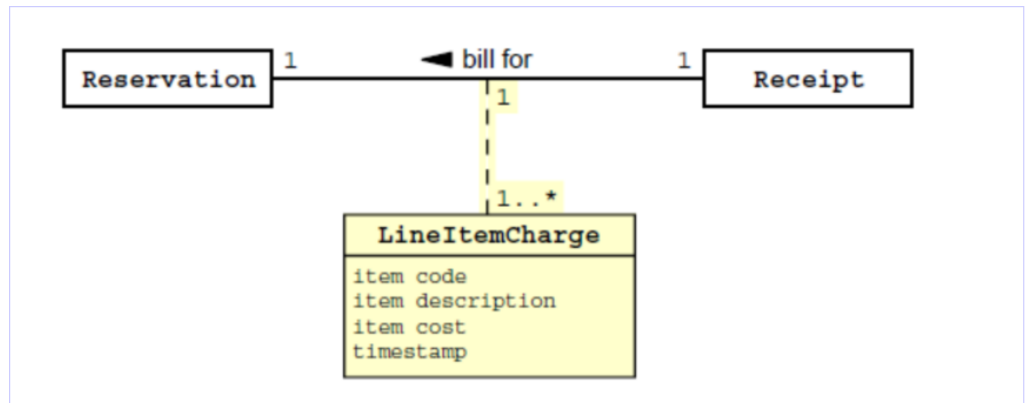 1 ◄ bill for 1
Reservation Receipt
1
1..*
LineItemCharge
item code
item description
item cost
timestamp